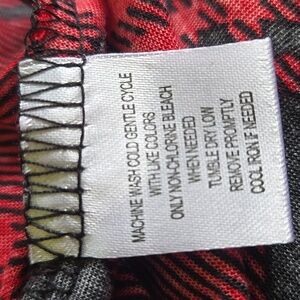 MACHINE WASH COLD GENTLE CYCLE
WITH LIKE COLORS
ONLY NON-CHLORINE BLEACH
WHEN NEEDED
TUMBLE DRY LOW
REMOVE PROMPTLY
COOL IRON IF NEEDED